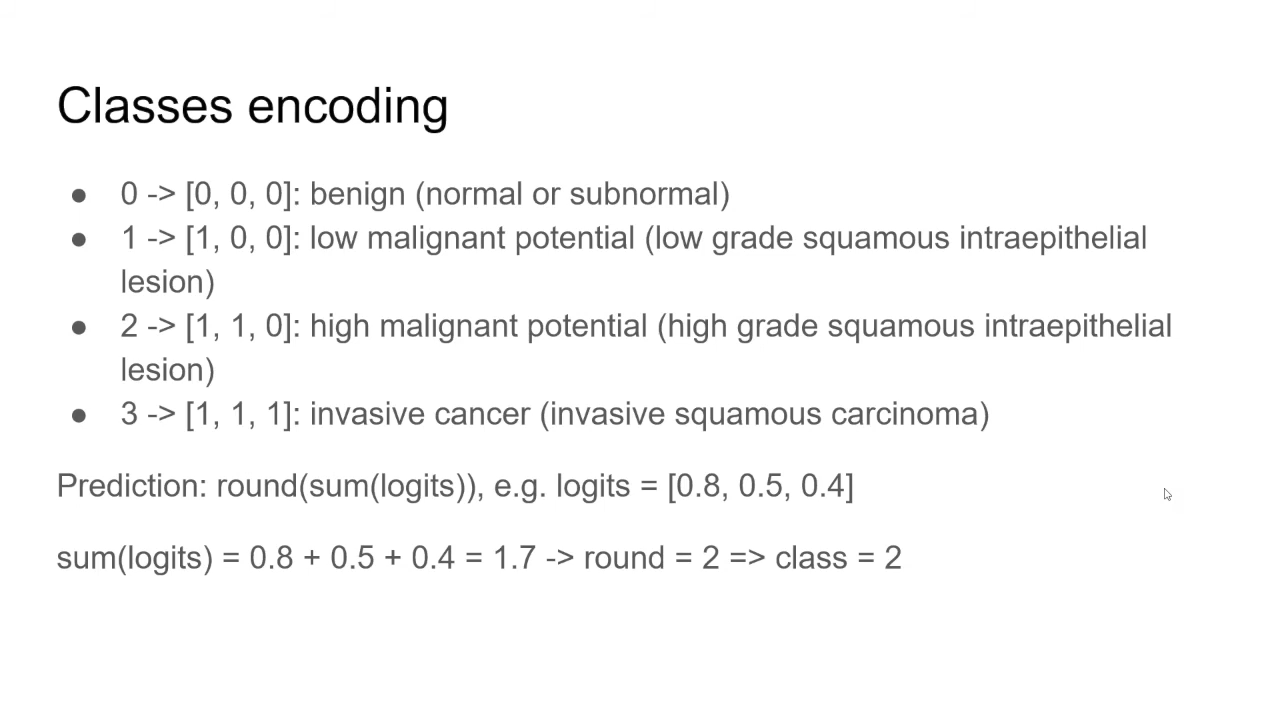 Classes encoding
● 0 -> [0, 0, 0]: benign (normal or subnormal)
● 1 -> [1, 0, 0]: low malignant potential (low grade squamous intraepithelial
lesion)
● 2 -> [1, 1, 0]: high malignant potential (high grade squamous intraepithelial
lesion)
● 3 -> [1, 1, 1]: invasive cancer (invasive squamous carcinoma)
Prediction: round(sum(logits)), e.g. logits = [0.8, 0.5, 0.4]
sum(logits) = 0.8 + 0.5 + 0.4 = 1.7 -> round = 2 => class = 2